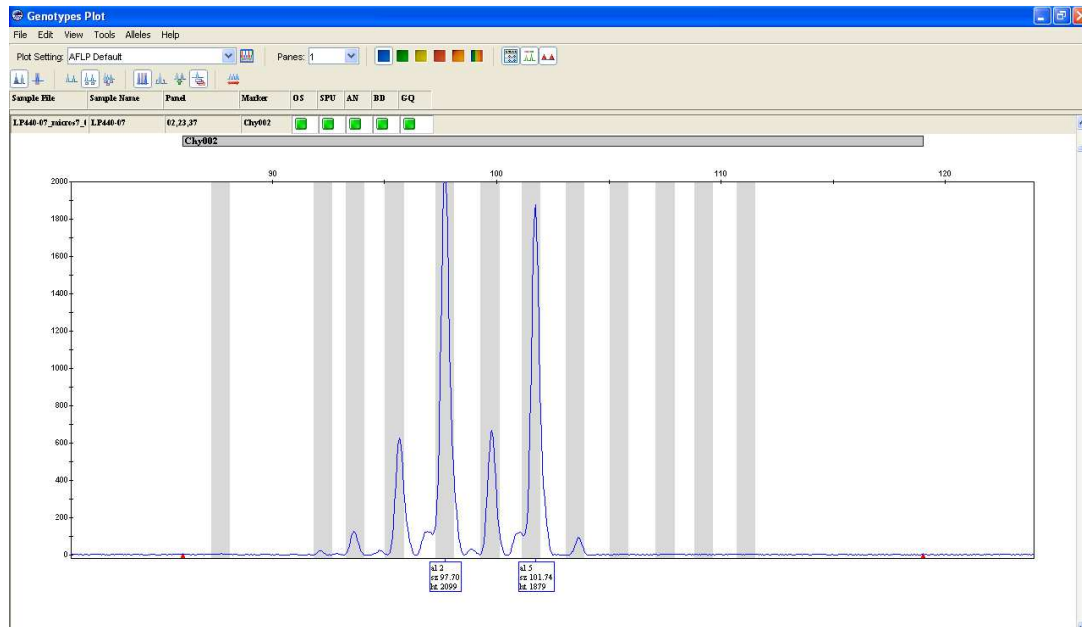 Genotypes Plot
File Edit View Tools Alleles Help
Plot Setting: AFLP Default Panes: 1
Sample File Sample Name Panel Marker OS SPU AN BD GQ
LP440-07_micros7_( LP440-07 02,23,37 Chy002
Chy002
90 100 110 120
2000
1800
1600
1400
1200
1000
800
600
400
200
0
al 2 al 5
sz 97.70 sz 101.74
ht 2099 ht 1879